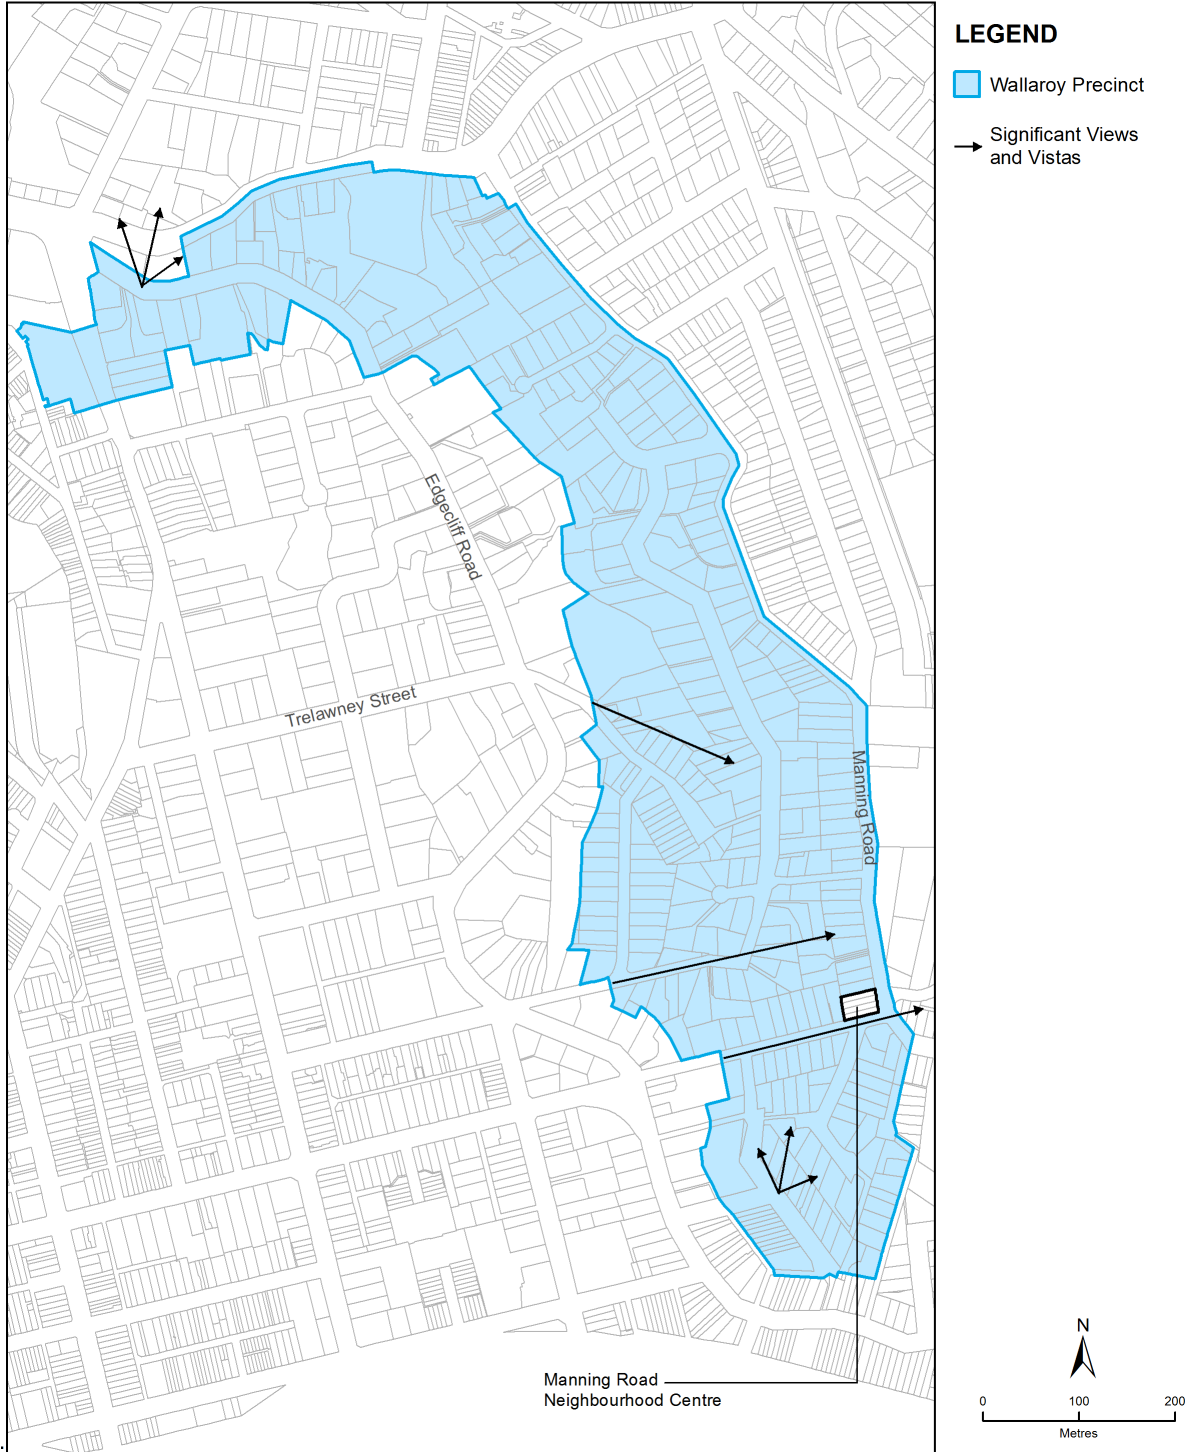 LEGEND
Wallaroy Precinct
Significant Views
and Vistas
Edgecliff Road
Trelawney Street
Manning Road
Manning Road
Neighbourhood Centre
N
0 100 200
Metres